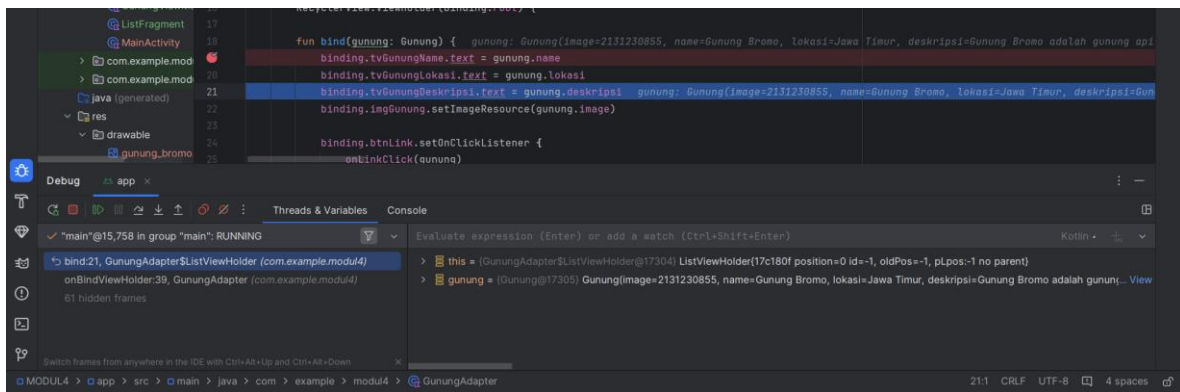 ListFragment
17
MainActivity
18 fun bind(gunung: Gunung) { gunung: Gunung(image=2131230855, name=Gunung Bromo, lokasi=Jawa Timur, deskripsi=Gunung Bromo adalah gunung api
> com.example.mod binding.tvGunungName.text = gunung.name
> com.example.mod 20 binding.tvGunungLokasi.text = gunung.lokasi
java (generated) 21 binding.tvGunungDeskripsi.text = gunung.deskripsi gunung: Gunung(image=2131230855, name=Gunung Bromo, lokasi=Jawa Timur, deskripsi=Gun
res 22 binding.imgGunung.setImageResource(gunung.image)
23
drawable 24 binding.btnLink.setOnClickListener {
gunung_bromo. 25 onLinkClick(gunung)
Debug app ×
Threads & Variables Console
"main"@15,758 in group "main": RUNNING Evaluate expression (Enter) or add a watch (Ctrl+Shift+Enter) Kotlin
bind:21, GunungAdapter$ListViewHolder (com.example.modul4) > this = {GunungAdapter$ListViewHolder@17304} ListViewHolder{17c180f position=0 id=-1, oldPos=-1, pLpos:-1 no parent}
onBindViewHolder:39, GunungAdapter (com.example.modul4) > gunung = {Gunung@17305} Gunung(image=2131230855, name=Gunung Bromo, lokasi=Jawa Timur, deskripsi=Gunung Bromo adalah gunung... View
61 hidden frames
Switch frames from anywhere in the IDE with Ctrl+Alt+Up and Ctrl+Alt+Down ×
MODUL4 > app > src > main > java > com > example > modul4 > GunungAdapter 21:1 CRLF UTF-8 4 spaces